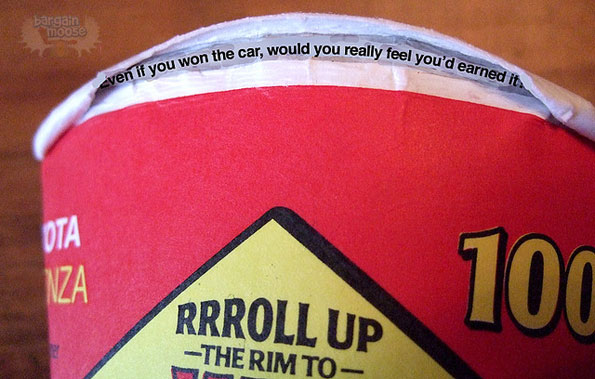 bargain
moose
Even if you won the car, would you really feel you'd earned it?
OTA
NZA
100
RRROLL UP
—THE RIM TO—